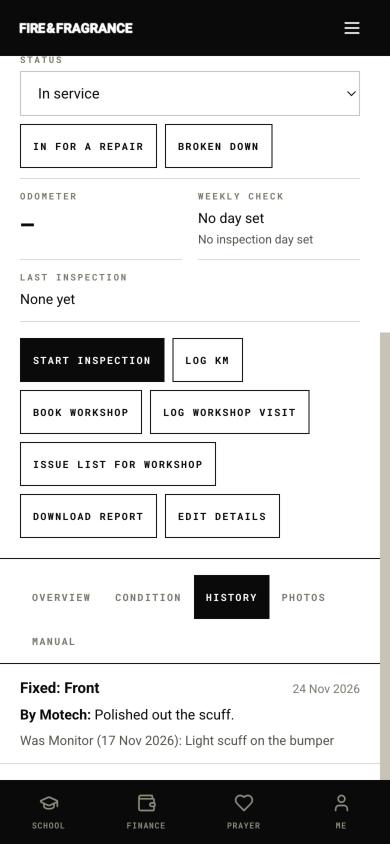 FIRE&FRAGRANCE
STATUS
In service
IN FOR A REPAIR
BROKEN DOWN
ODOMETER
WEEKLY CHECK
–
No day set
No inspection day set
LAST INSPECTION
None yet
START INSPECTION
LOG KM
BOOK WORKSHOP
LOG WORKSHOP VISIT
ISSUE LIST FOR WORKSHOP
DOWNLOAD REPORT
EDIT DETAILS
OVERVIEW
CONDITION
HISTORY
PHOTOS
MANUAL
Fixed: Front
24 Nov 2026
By Motech: Polished out the scuff.
Was Monitor (17 Nov 2026): Light scuff on the bumper
SCHOOL
FINANCE
PRAYER
ME